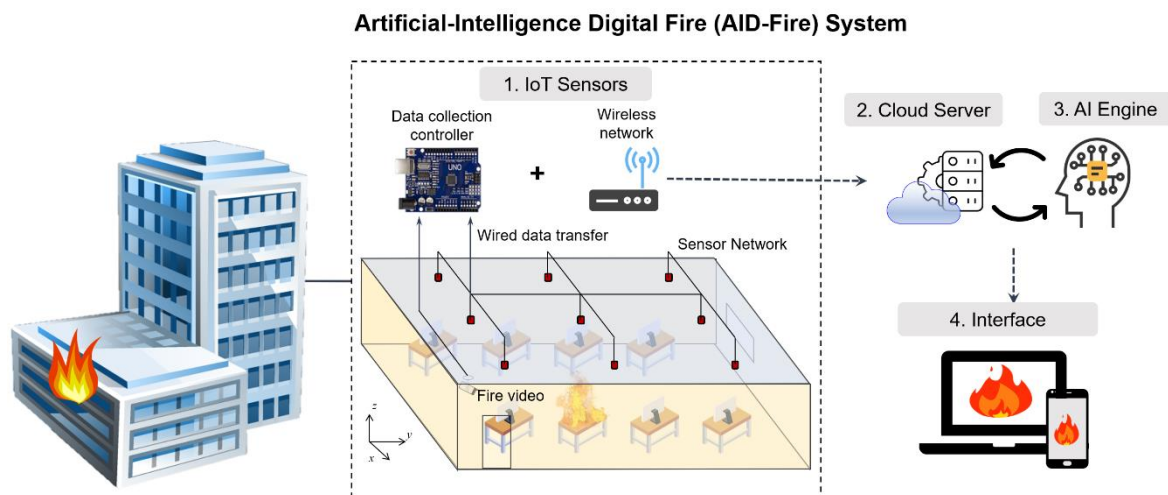 Artificial-Intelligence Digital Fire (AID-Fire) System
1. IoT Sensors
Data collection
controller
Wireless
network
UNO
+
2. Cloud Server
3. AI Engine
Wired data transfer
Sensor Network
4. Interface
Fire video
z
y
x